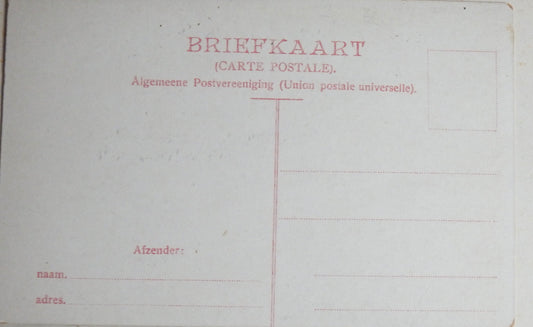 BRIEFKAART
(CARTE POSTALE).
Algemeene Postvereeniging (Union postale universelle).
Afzender:
naam.
adres.